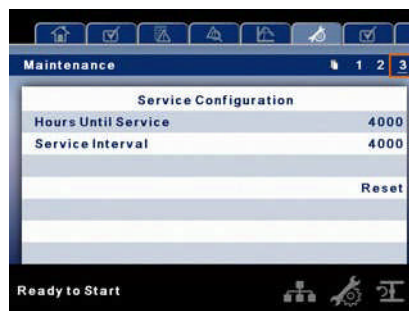 Maintenance 1 2 3
Service Configuration
Hours Until Service 4000
Service Interval 4000
Reset
Ready to Start